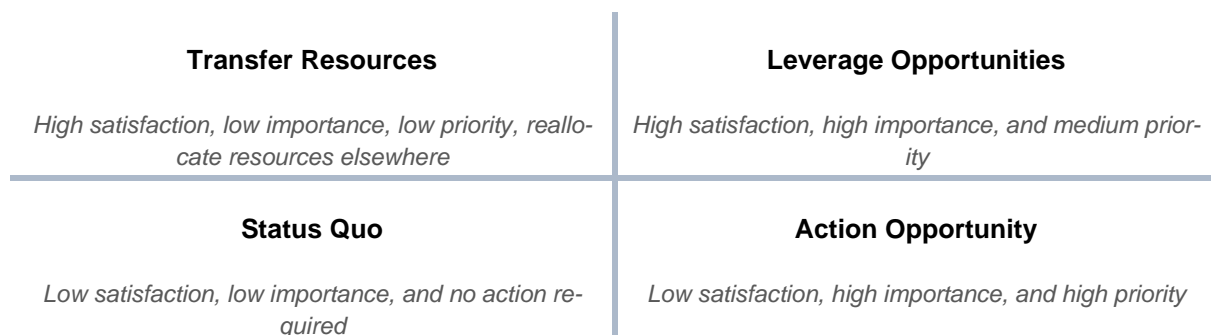 Transfer Resources
High satisfaction, low importance, low priority, reallo-
cate resources elsewhere
Leverage Opportunities
High satisfaction, high importance, and medium prior-
ity
Status Quo
Low satisfaction, low importance, and no action re-
quired
Action Opportunity
Low satisfaction, high importance, and high priority